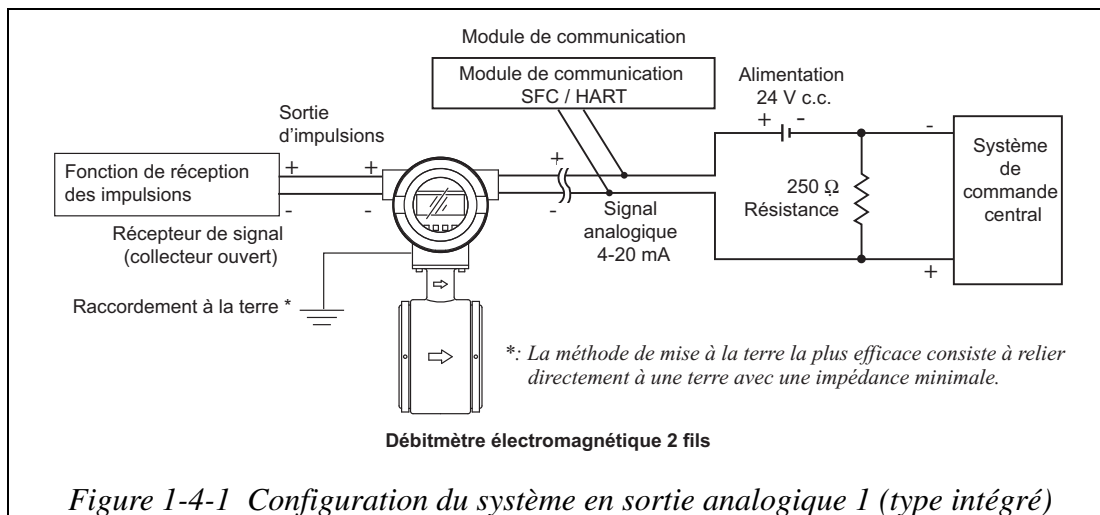 Module de communication
Module de communication
SFC / HART
Alimentation
24 V c.c.
+ -
Sortie
d'impulsions
Fonction de réception
des impulsions
+ +
- -
+
-
Récepteur de signal
(collecteur ouvert)
Signal
analogique
4-20 mA
250 Ω
Résistance
-
+
Système
de
commande
central
Raccordement à la terre *
*: La méthode de mise à la terre la plus efficace consiste à relier
directement à une terre avec une impédance minimale.
Débitmètre électromagnétique 2 fils
Figure 1-4-1 Configuration du système en sortie analogique 1 (type intégré)